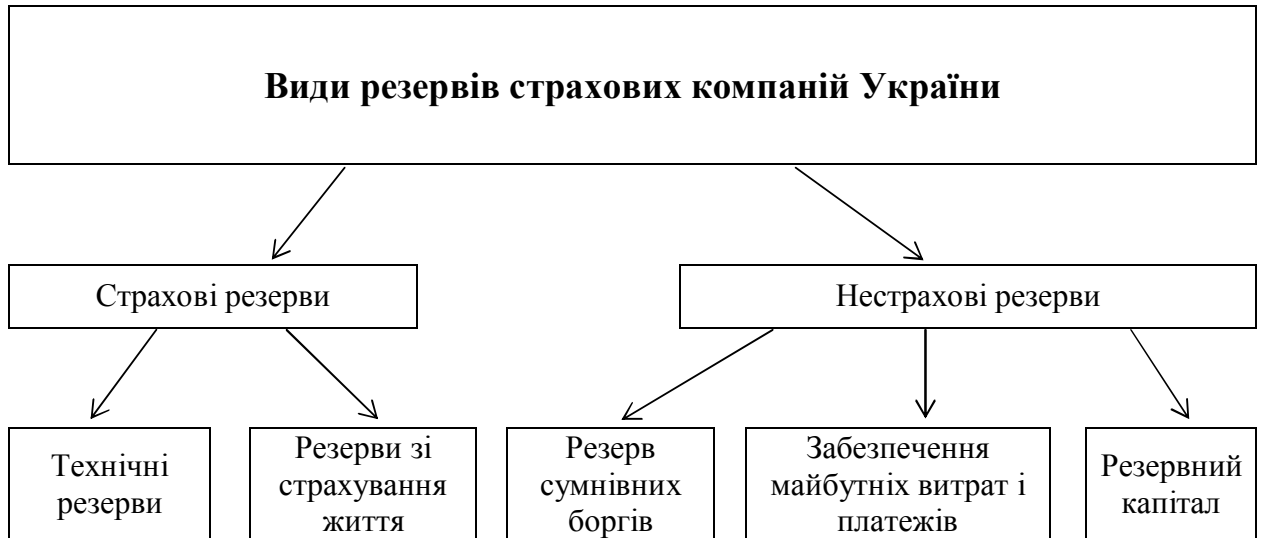 Види резервів страхових компаній України
Страхові резерви
Нестрахові резерви
Технічні
резерви
Резерви зі
страхування
життя
Резерв
сумнівних
боргів
Забезпечення
майбутніх витрат і
платежів
Резервний
капітал